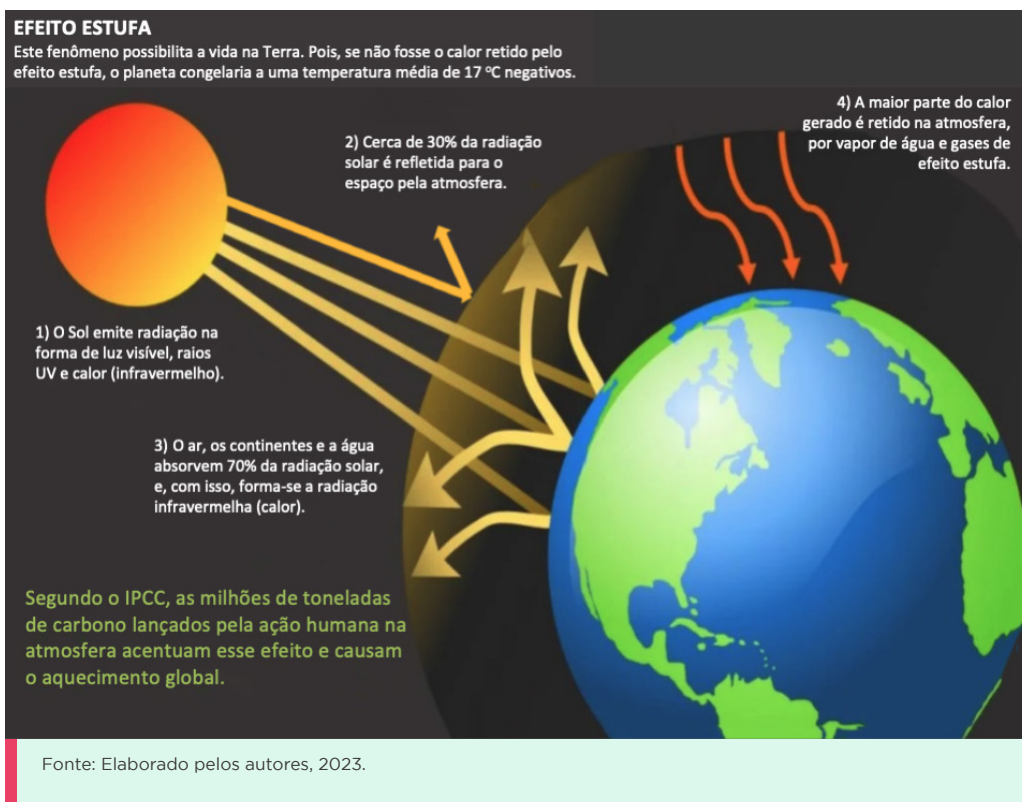 EFEITO ESTUFA
Este fenômeno possibilita a vida na Terra. Pois, se não fosse o calor retido pelo
efeito estufa, o planeta congelaria a uma temperatura média de 17 ºC negativos.
1) O Sol emite radiação na
forma de luz visível, raios
UV e calor (infravermelho).
2) Cerca de 30% da radiação
solar é refletida para o
espaço pela atmosfera.
3) O ar, os continentes e a água
absorvem 70% da radiação solar,
e, com isso, forma-se a radiação
infravermelha (calor).
4) A maior parte do calor
gerado é retido na atmosfera,
por vapor de água e gases de
efeito estufa.
Segundo o IPCC, as milhões de toneladas
de carbono lançados pela ação humana na
atmosfera acentuam esse efeito e causam
o aquecimento global.
Fonte: Elaborado pelos autores, 2023.